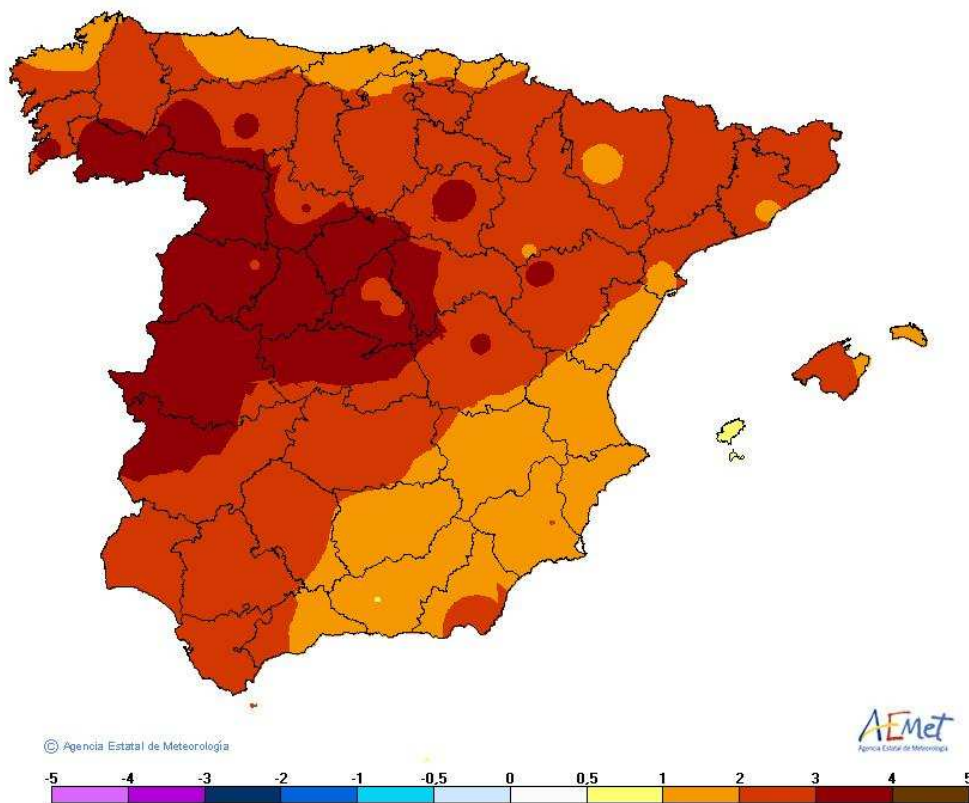 AEMet
Agencia Estatal de Meteorología
© Agencia Estatal de Meteorología
-5 -4 -3 -2 -1 -0,5 0 0,5 1 2 3 4 5